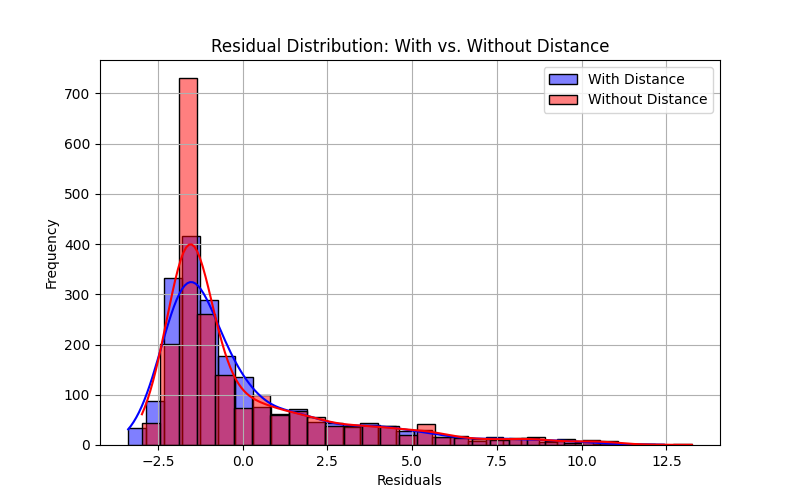 Residual Distribution: With vs. Without Distance
With Distance
Without Distance
Frequency
700
600
500
400
300
200
100
0
−2.5 0.0 2.5 5.0 7.5 10.0 12.5
Residuals